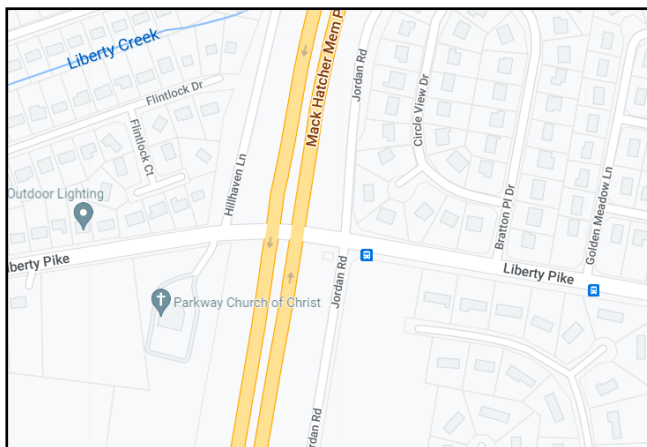 Liberty Creek
Flintlock Dr
Flintlock Ct
Outdoor Lighting
Hillhaven Ln
Mack Hatcher Mem P
Jordan Rd
Circle View Dr
Bratton Pl Dr
Golden Meadow Ln
iberty Pike
Liberty Pike
Parkway Church of Christ
Jordan Rd
rdan Rd